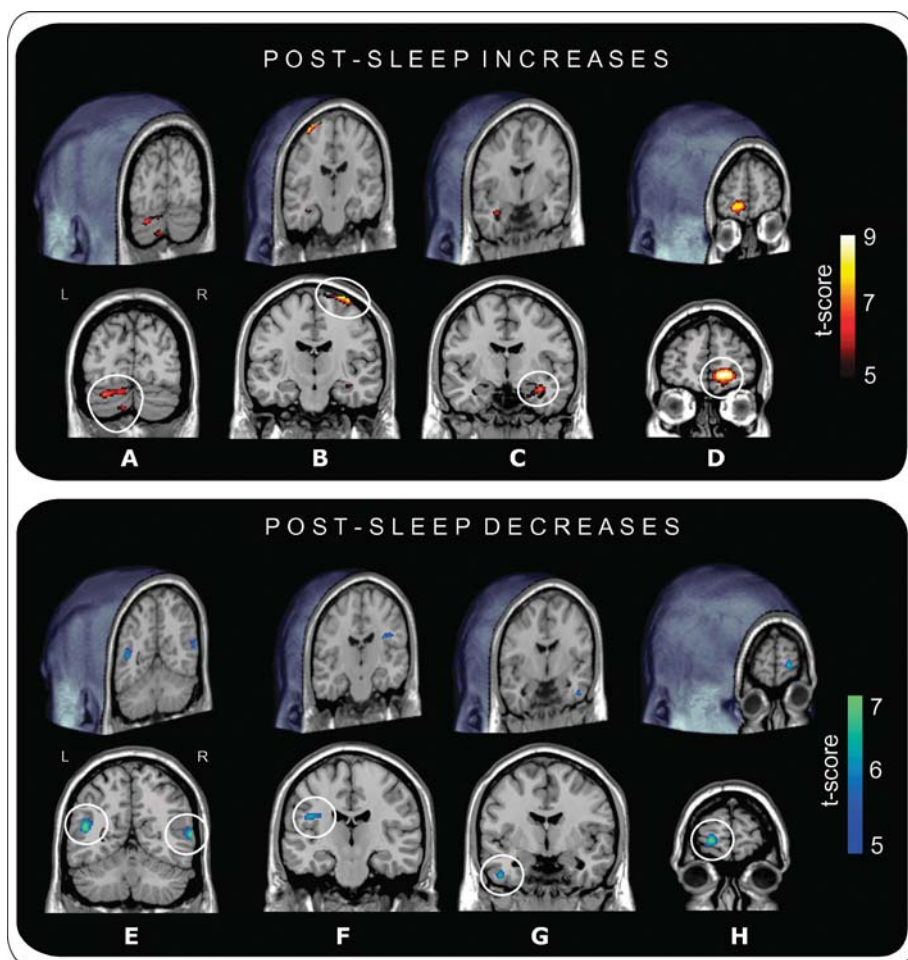 POST-SLEEP INCREASES
L R
9
7
5
t-score
A B C D
POST-SLEEP DECREASES
L R
7
6
5
t-score
E F G H